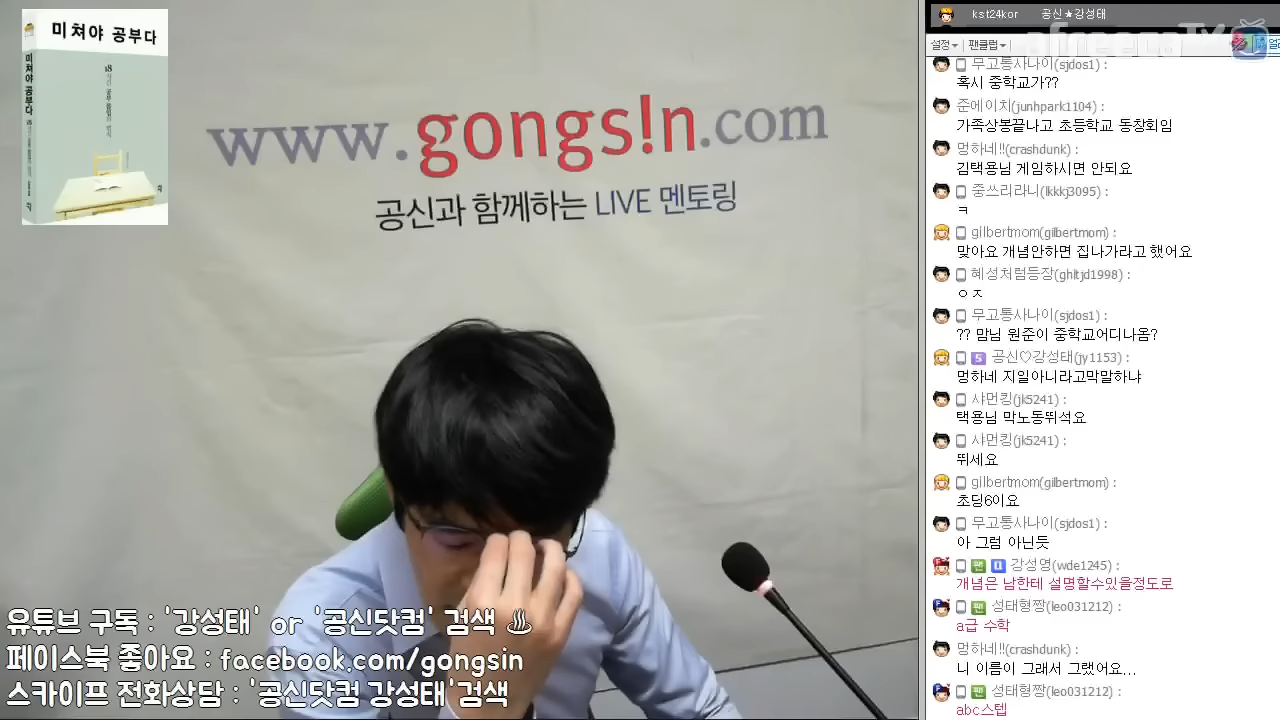 미쳐야 공부다
미쳐야 공부다
18
www.gongs!n.com
공신과 함께하는 LIVE 멘토링
유튜브 구독 : '강성태' or '공신닷컴' 검색 ♨
페이스북 좋아요 : facebook.com/gongsin
스카이프 전화상담 : '공신닷컴 강성태'검색
kst24kor 공신★강성태
afreecaTV
설정 팬클럽
무고통사나이(sjdos1) :
혹시 중학교가??
준에이치(junhpark1104) :
가족상봉끝나고 초등학교 동창회임
멍하네!!(crashdunk) :
김택용님 게임하시면 안되요
중쓰리라니(lkkkj3095) :
ㅋ
gilbertmom(gilbertmom) :
맞아요 개념안하면 집나가라고 했어요
혜성처럼등장(ghltjd1998) :
ㅇㅈ
무고통사나이(sjdos1) :
?? 맘님 원준이 중학교어디나옴?
5 공신♡강성태(jy1153) :
멍하네 지일아니라고막말하냐
샤먼킹(jk5241) :
택용님 막노동뛰석요
샤먼킹(jk5241) :
뛰세요
gilbertmom(gilbertmom) :
초딩6이요
무고통사나이(sjdos1) :
아 그럼 아닌듯
팬 강성영(wde1245) :
개념은 남한테 설명할수있을정도로
팬 성태형짱(leo031212) :
a급 수학
멍하네!!(crashdunk) :
니 이름이 그래서 그랬어요...
팬 성태형짱(leo031212) :
abc스텝